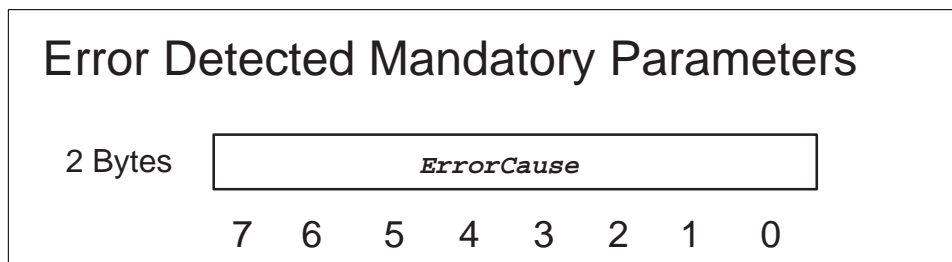 Error Detected Mandatory Parameters
2 Bytes ErrorCause
7 6 5 4 3 2 1 0